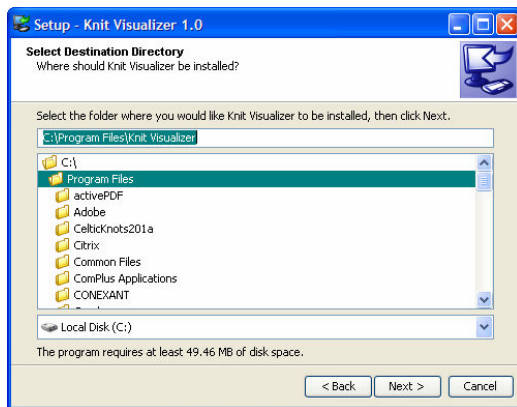 Setup - Knit Visualizer 1.0
Select Destination Directory
Where should Knit Visualizer be installed?
Select the folder where you would like Knit Visualizer to be installed, then click Next.
C:\Program Files\Knit Visualizer
C:\
Program Files
activePDF
Adobe
CelticKnots201a
Citrix
Common Files
ComPlus Applications
CONEXANT
Local Disk (C:)
The program requires at least 49.46 MB of disk space.
< Back Next > Cancel